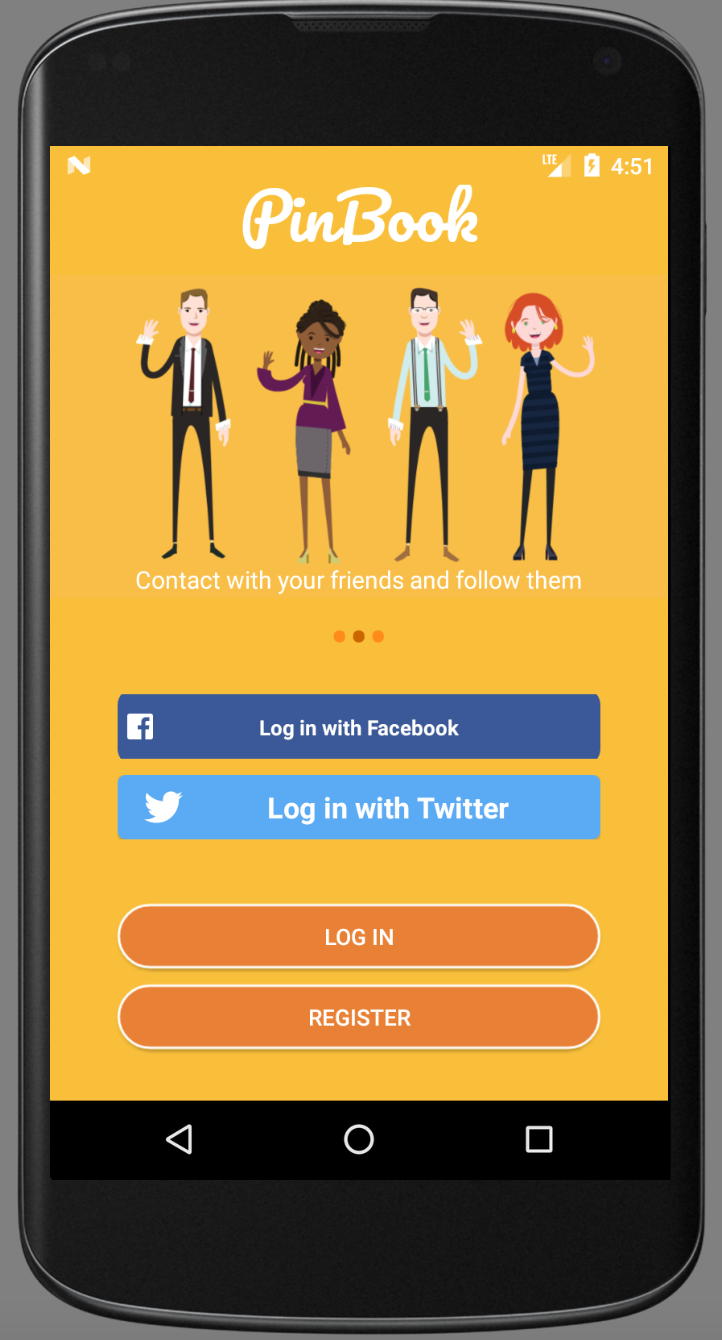 LTE 4:51
PinBook
Contact with your friends and follow them
Log in with Facebook
Log in with Twitter
LOG IN
REGISTER